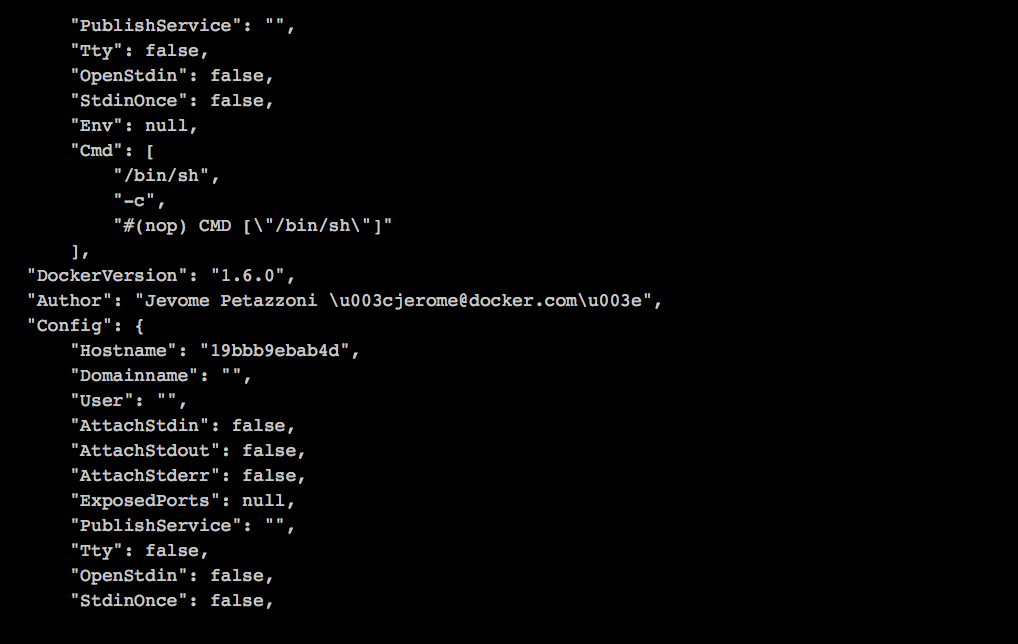 "PublishService": "",
"Tty": false,
"OpenStdin": false,
"StdinOnce": false,
"Env": null,
"Cmd": [
"/bin/sh",
"-c",
"#(nop) CMD [\"/bin/sh\"]"
],
"DockerVersion": "1.6.0",
"Author": "Jevome Petazzoni \u003cjerome@docker.com\u003e",
"Config": {
"Hostname": "19bbb9ebab4d",
"Domainname": "",
"User": "",
"AttachStdin": false,
"AttachStdout": false,
"AttachStderr": false,
"ExposedPorts": null,
"PublishService": "",
"Tty": false,
"OpenStdin": false,
"StdinOnce": false,